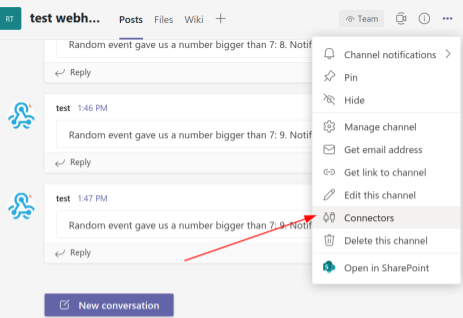 RT test webh... Posts Files Wiki + Team
Random event gave us a number bigger than 7: 8. Notif
Reply
test 1:46 PM
Random event gave us a number bigger than 7: 9. Notif
Reply
test 1:47 PM
Random event gave us a number bigger than 7: 9. Notif
Reply
New conversation
Channel notifications
Pin
Hide
Manage channel
Get email address
Get link to channel
Edit this channel
Connectors
Delete this channel
Open in SharePoint